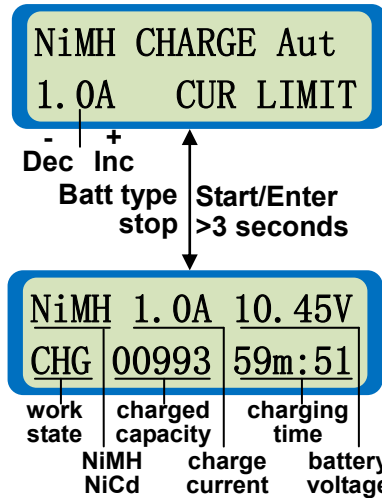 NiMH CHARGE Aut
1.0A CUR LIMIT
- +
Dec Inc
Batt type Start/Enter
stop >3 seconds
NiMH 1.0A 10.45V
CHG 00993 59m:51
work charged charging
state capacity time
NiMH charge battery
NiCd current voltage